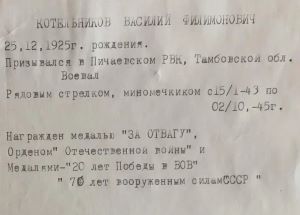 КОТЕЛЬНИКОВ ВАСИЛИЙ ФИЛИМОНОВИЧ
25,12,1925г. рождения.
Призывался в Пичаевском РВК, Тамбовской обл.
Воевал
Рядовым стрелком, миномечкиком с15/1-43 по
02/10,-45г.
Награжден медалью "ЗА ОТВАГУ",
Орденом" Отечественной войны" и
Медалями-"20 лет Победы в ВОВ"
" 70 лет вооруженным силамСССР "